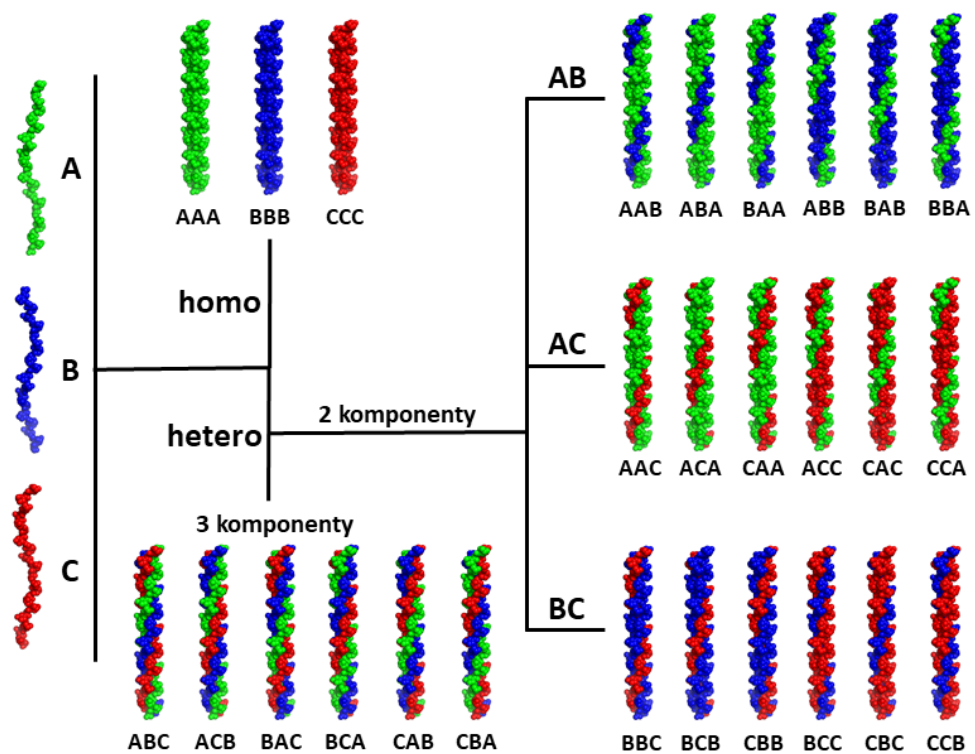 A
B
C
AAA BBB CCC
homo
hetero
2 komponenty
3 komponenty
ABC ACB BAC BCA CAB CBA
AB
AAB ABA BAA ABB BAB BBA
AC
AAC ACA CAA ACC CAC CCA
BC
BBC BCB CBB BCC CBC CCB